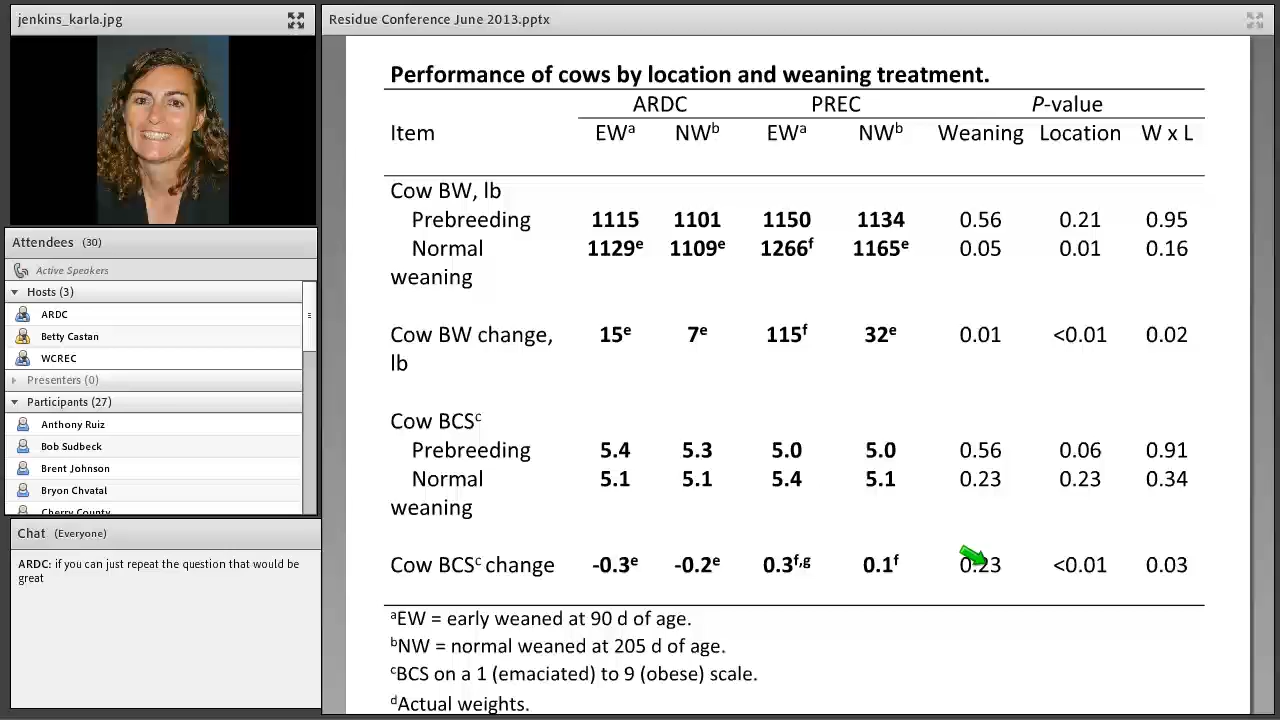 jenkins_karla.jpg
Attendees (30)
Active Speakers
Hosts (3)
ARDC
Betty Castan
WCREC
Presenters (0)
Participants (27)
Anthony Ruiz
Bob Sudbeck
Brent Johnson
Bryon Chvatal
Cherry County
Chat (Everyone)
ARDC: if you can just repeat the question that would be
great
Residue Conference June 2013.pptx
Performance of cows by location and weaning treatment.
ARDC PREC P-value
Item EWᵃ NWᵇ EWᵃ NWᵇ Weaning Location W x L
Cow BW, lb
Prebreeding 1115 1101 1150 1134 0.56 0.21 0.95
Normal 1129ᵉ 1109ᵉ 1266ᶠ 1165ᵉ 0.05 0.01 0.16
weaning
Cow BW change, 15ᵉ 7ᵉ 115ᶠ 32ᵉ 0.01 <0.01 0.02
lb
Cow BCSᶜ
Prebreeding 5.4 5.3 5.0 5.0 0.56 0.06 0.91
Normal 5.1 5.1 5.4 5.1 0.23 0.23 0.34
weaning
Cow BCSᶜ change -0.3ᵉ -0.2ᵉ 0.3ᶠ,ᵍ 0.1ᶠ 0.23 <0.01 0.03
ᵃEW = early weaned at 90 d of age.
ᵇNW = normal weaned at 205 d of age.
ᶜBCS on a 1 (emaciated) to 9 (obese) scale.
ᵈActual weights.